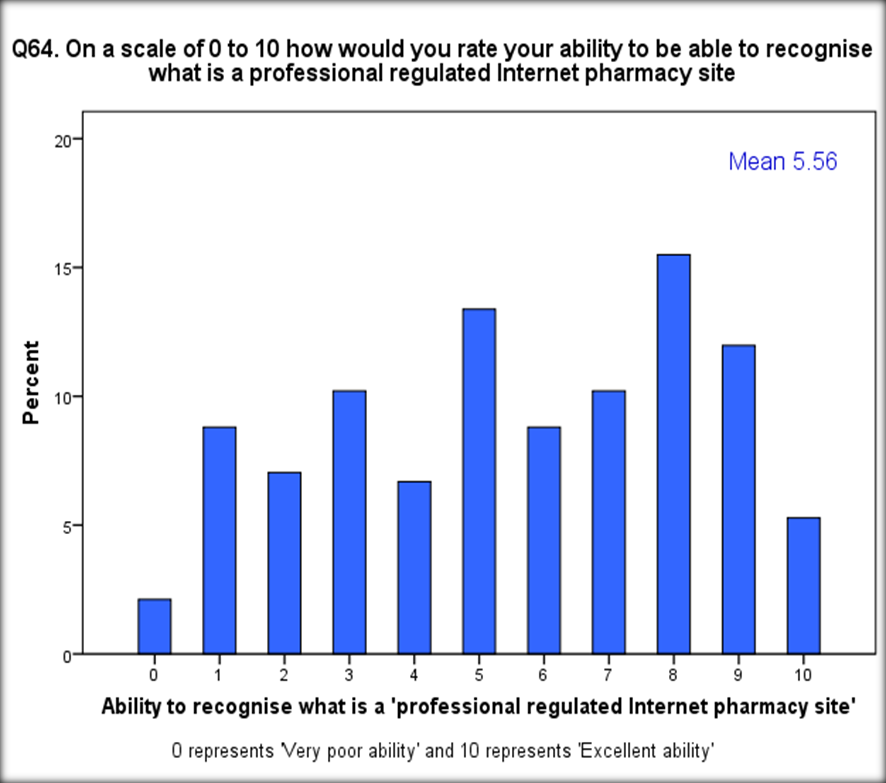 Q64. On a scale of 0 to 10 how would you rate your ability to be able to recognise
what is a professional regulated Internet pharmacy site
Mean 5.56
20
15
10
5
0
Percent
0 1 2 3 4 5 6 7 8 9 10
Ability to recognise what is a 'professional regulated Internet pharmacy site'
0 represents 'Very poor ability' and 10 represents 'Excellent ability'